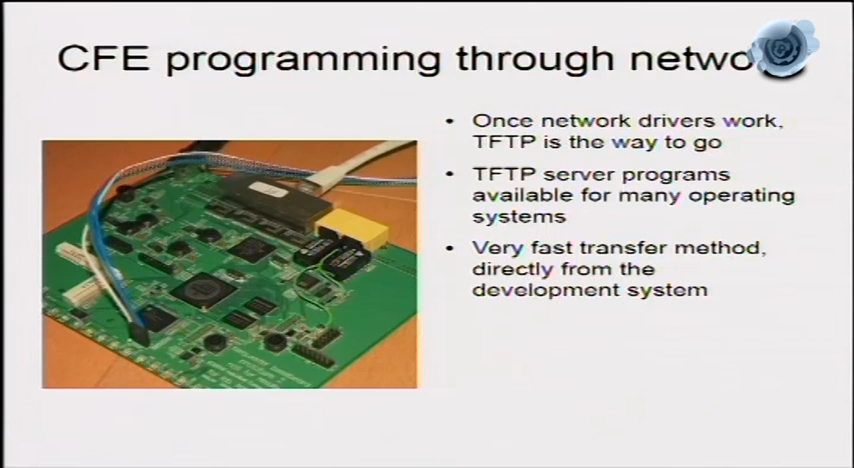 CFE programming through netwo
• Once network drivers work,
TFTP is the way to go
• TFTP server programs
available for many operating
systems
• Very fast transfer method,
directly from the
development system